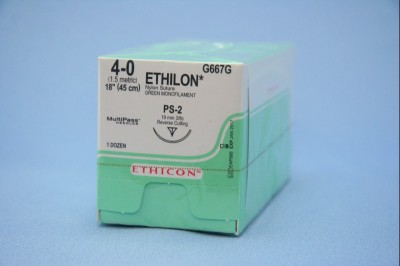 G667G
4-0
(1.5 metric)
18" (45 cm)
ETHILON*
Nylon Suture
GREEN MONOFILAMENT
PS-2
19 mm 3/8c
Reverse Cutting
MultiPass*
NEEDLES
1 DOZEN
ETHICON